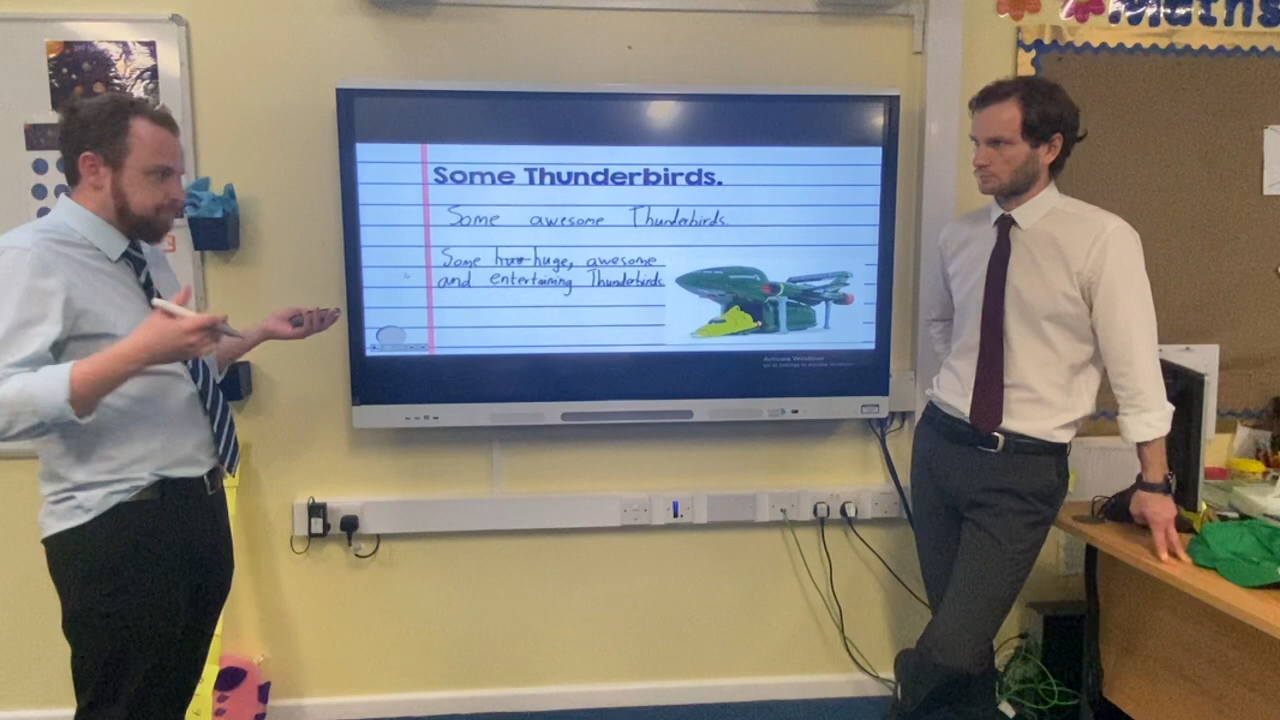 Maths
Some Thunderbirds.
Some awesome Thunderbirds.
Some huge, awesome
and entertaining Thunderbirds
Activate Windows